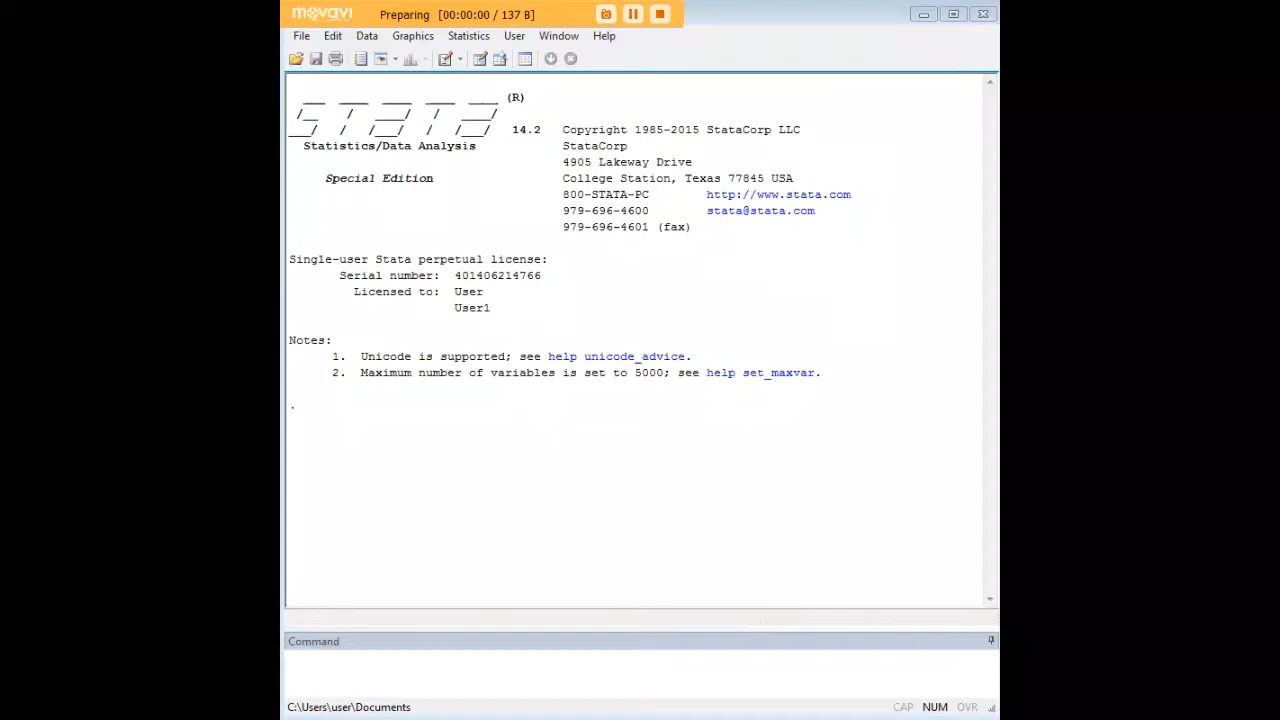 movavi Preparing [00:00:00 / 137 B]
File Edit Data Graphics Statistics User Window Help
(R)
STATA 14.2 Copyright 1985-2015 StataCorp LLC
Statistics/Data Analysis StataCorp
4905 Lakeway Drive
Special Edition College Station, Texas 77845 USA
800-STATA-PC http://www.stata.com
979-696-4600 stata@stata.com
979-696-4601 (fax)
Single-user Stata perpetual license:
Serial number: 401406214766
Licensed to: User
User1
Notes:
1. Unicode is supported; see help unicode_advice.
2. Maximum number of variables is set to 5000; see help set_maxvar.
.
Command
C:\Users\user\Documents CAP NUM OVR